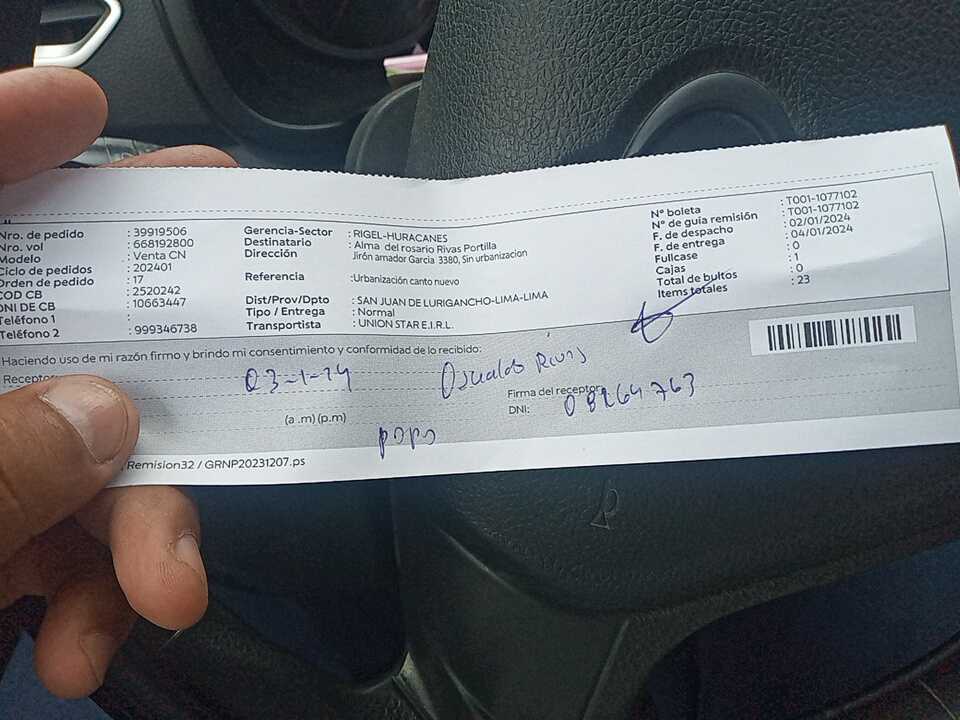 Nro. de pedido : 39919506
Nro. vol : 668192800
Modelo : Venta CN
Ciclo de pedidos : 202401
Orden de pedido : 17
COD CB : 2520242
DNI DE CB : 10663447
Teléfono 1 :
Teléfono 2 : 999346738
Gerencia-Sector : RIGEL-HURACANES
Destinatario : Alma del rosario Rivas Portilla
Dirección : Jirón amador Garcia 3380, Sin urbanizacion
Referencia : Urbanización canto nuevo
Dist/Prov/Dpto : SAN JUAN DE LURIGANCHO-LIMA-LIMA
Tipo / Entrega : Normal
Transportista : UNION STAR E.I.R.L.
N° boleta : T001-1077102
N° de guía remisión : T001-1077102
F. de despacho : 02/01/2024
F. de entrega : 04/01/2024
Fullcase : 0
Cajas : 1
Total de bultos : 0
Items totales : 23
Haciendo uso de mi razón firmo y brindo mi consentimiento y conformidad de lo recibido:
Receptor
03-1-24
Osualdo Rivas
(a .m) (p.m)
Firma del receptor
DNI: 08264763
papa
Remision32 / GRNP20231207.ps